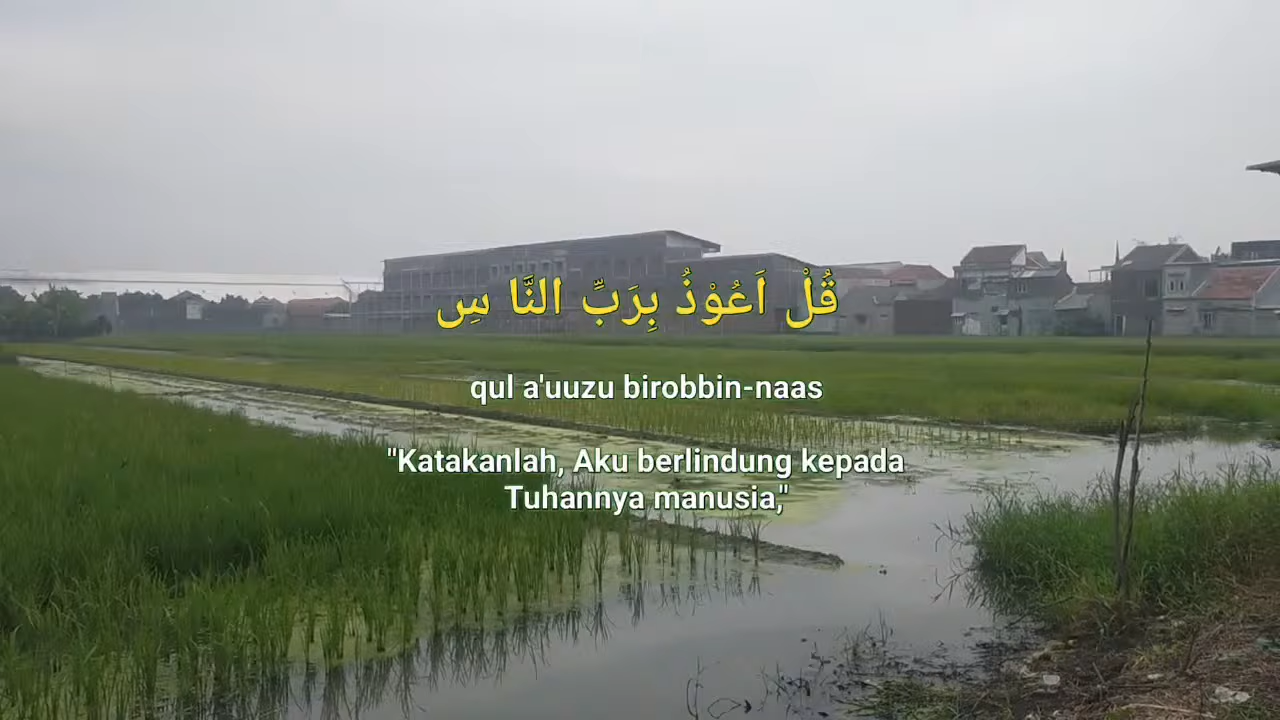 قُلْ اَعُوْذُ بِرَبِّ النَّا سِ
qul a'uuzu birobbin-naas
"Katakanlah, Aku berlindung kepada
Tuhannya manusia,"